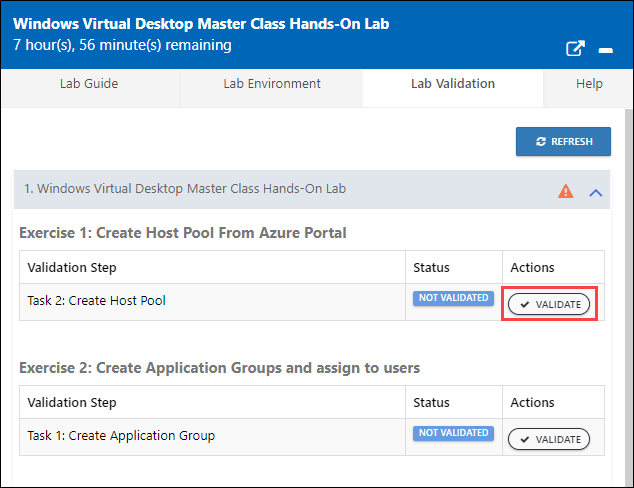 Windows Virtual Desktop Master Class Hands-On Lab
7 hour(s), 56 minute(s) remaining
Lab Guide Lab Environment Lab Validation Help
REFRESH
1. Windows Virtual Desktop Master Class Hands-On Lab
Exercise 1: Create Host Pool From Azure Portal
Validation Step Status Actions
Task 2: Create Host Pool NOT VALIDATED VALIDATE
Exercise 2: Create Application Groups and assign to users
Validation Step Status Actions
Task 1: Create Application Group NOT VALIDATED VALIDATE